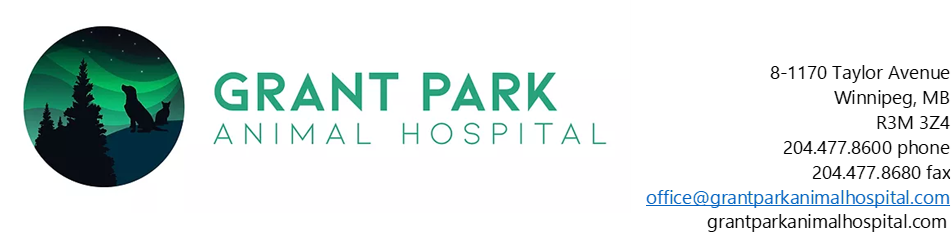 GRANT PARK
ANIMAL HOSPITAL
8-1170 Taylor Avenue
Winnipeg, MB
R3M 3Z4
204.477.8600 phone
204.477.8680 fax
office@grantparkanimalhospital.com
grantparkanimalhospital.com